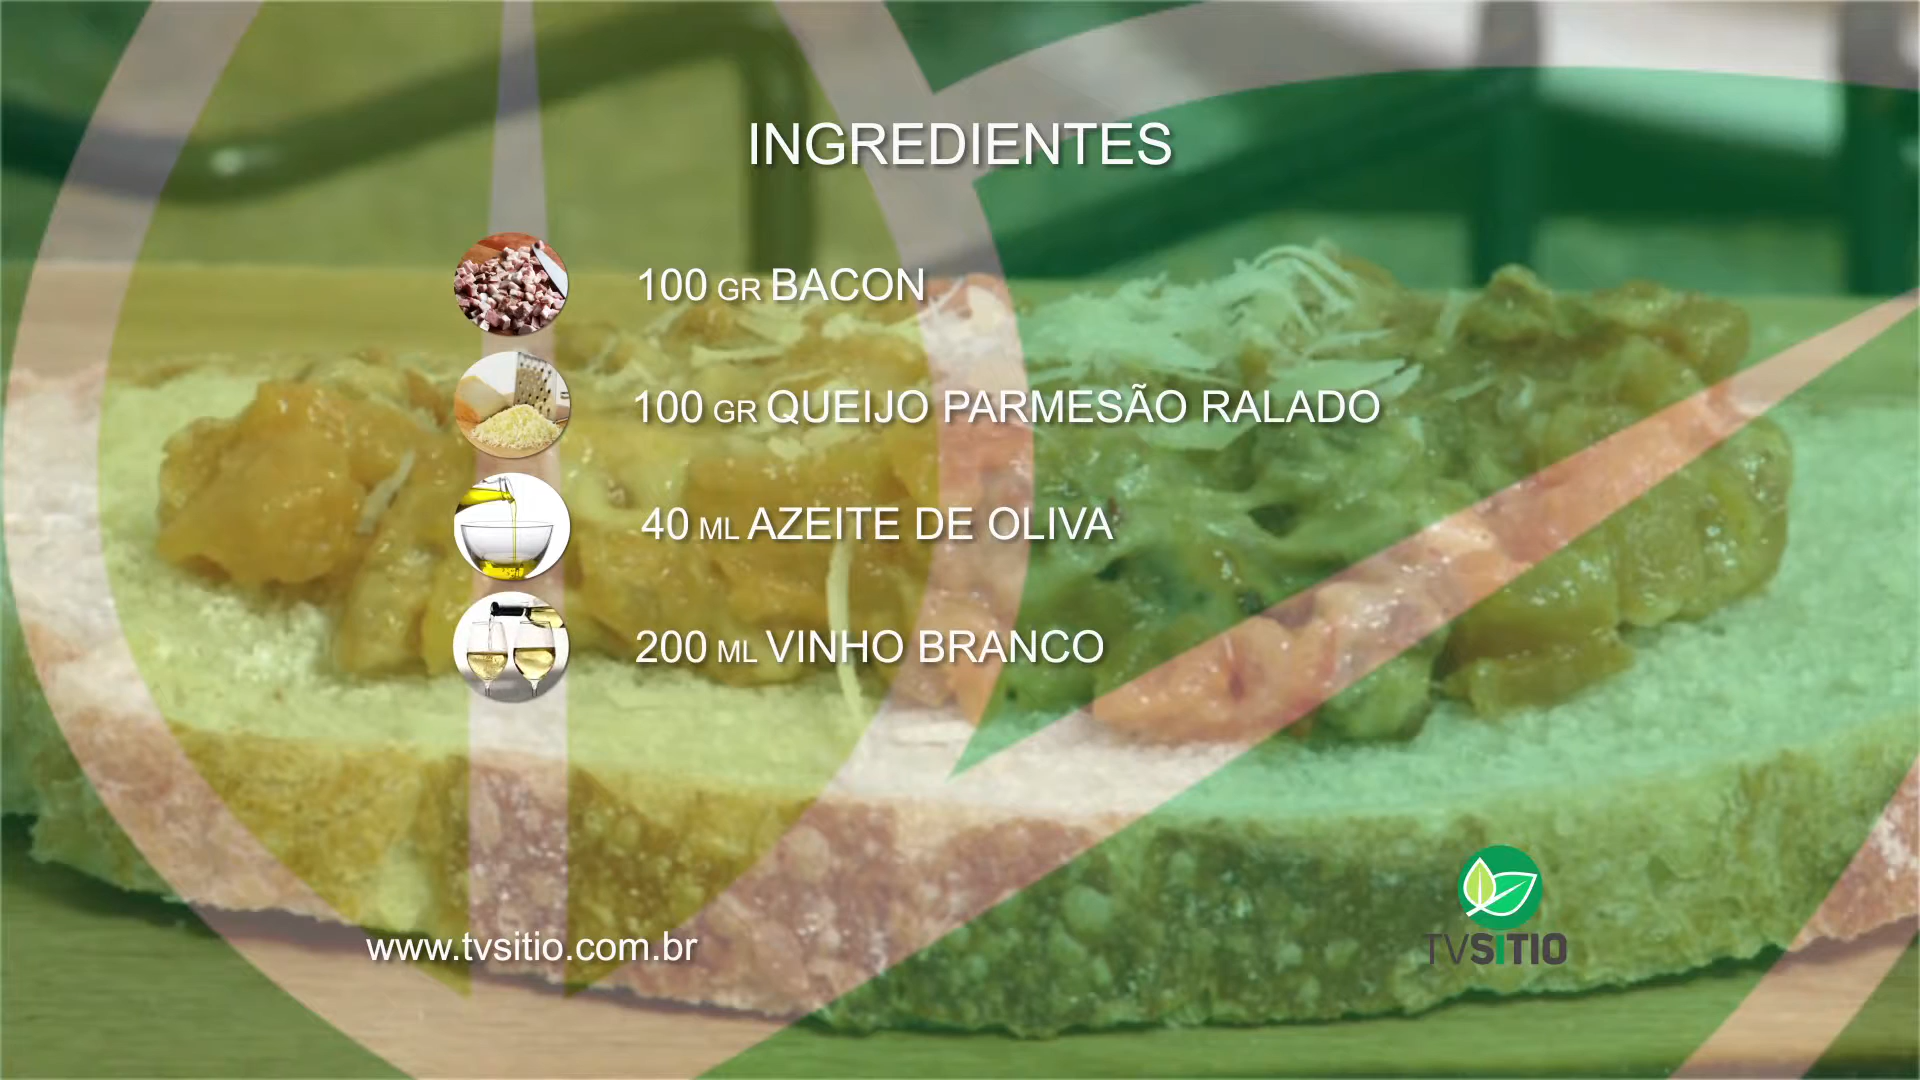 INGREDIENTES
100 GR BACON
100 GR QUEIJO PARMESÃO RALADO
40 ML AZEITE DE OLIVA
200 ML VINHO BRANCO
www.tvsitio.com.br
TVSITIO